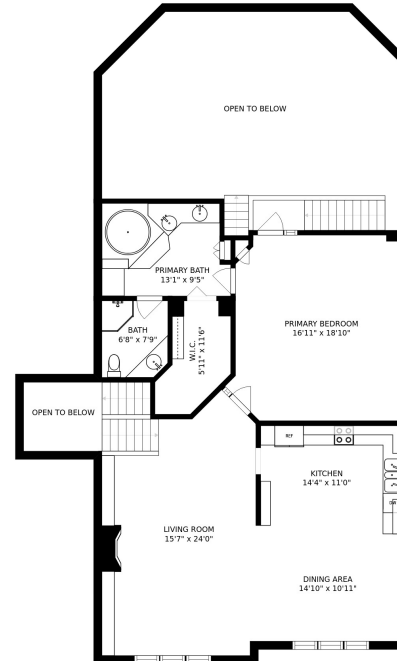 OPEN TO BELOW
PRIMARY BATH
13'1" x 9'5"
PRIMARY BEDROOM
16'11" x 18'10"
BATH
6'8" x 7'9"
W.I.C.
5'11" x 11'6"
OPEN TO BELOW
REF
KITCHEN
14'4" x 11'0"
LIVING ROOM
15'7" x 24'0"
DINING AREA
14'10" x 10'11"